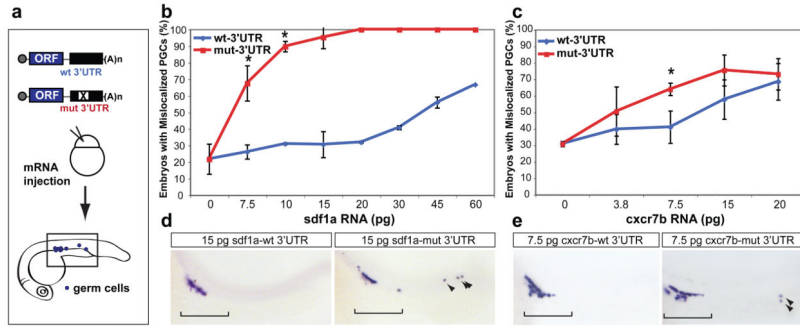 a
ORF
(A)n
wt 3'UTR
ORF
X
(A)n
mut 3'UTR
mRNA
injection
germ cells
b
Embryos with Mislocalized PGCs (%)
100
90
80
70
60
50
40
30
20
10
0
wt-3'UTR
mut-3'UTR
*
*
0 7.5 10 15 20 30 45 60
sdf1a RNA (pg)
c
Embryos with Mislocalized PGCs (%)
100
90
80
70
60
50
40
30
20
10
0
wt-3'UTR
mut-3'UTR
*
0 3.8 7.5 15 20
cxcr7b RNA (pg)
d
15 pg sdf1a-wt 3'UTR
15 pg sdf1a-mut 3'UTR
e
7.5 pg cxcr7b-wt 3'UTR
7.5 pg cxcr7b-mut 3'UTR